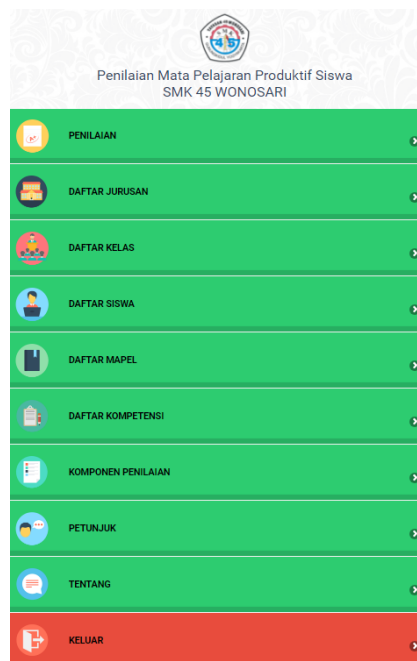 Penilaian Mata Pelajaran Produktif Siswa
SMK 45 WONOSARI
PENILAIAN
DAFTAR JURUSAN
DAFTAR KELAS
DAFTAR SISWA
DAFTAR MAPEL
DAFTAR KOMPETENSI
KOMPONEN PENILAIAN
PETUNJUK
TENTANG
KELUAR